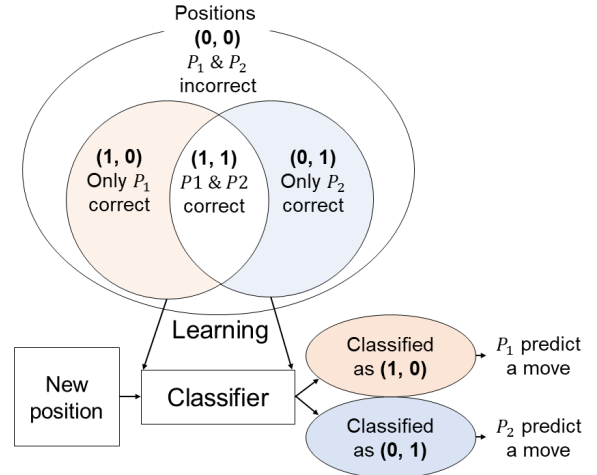 Positions
(0, 0)
P₁ & P₂
incorrect
(1, 0)
Only P₁
correct
(1, 1)
P1 & P2
correct
(0, 1)
Only P₂
correct
Learning
New
position
Classifier
Classified
as (1, 0)
P₁ predict
a move
Classified
as (0, 1)
P₂ predict
a move